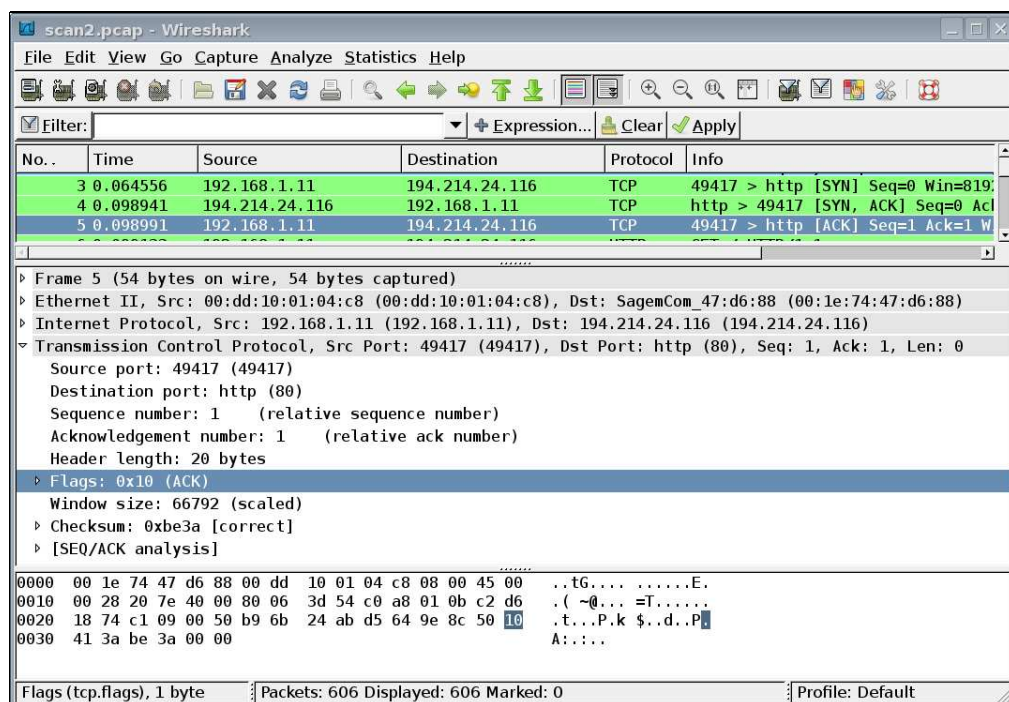 scan2.pcap - Wireshark
File Edit View Go Capture Analyze Statistics Help
Filter: Expression... Clear Apply
No.. Time Source Destination Protocol Info
3 0.064556 192.168.1.11 194.214.24.116 TCP 49417 > http [SYN] Seq=0 Win=819
4 0.098941 194.214.24.116 192.168.1.11 TCP http > 49417 [SYN, ACK] Seq=0 Acl
5 0.098991 192.168.1.11 194.214.24.116 TCP 49417 > http [ACK] Seq=1 Ack=1 W
Frame 5 (54 bytes on wire, 54 bytes captured)
Ethernet II, Src: 00:dd:10:01:04:c8 (00:dd:10:01:04:c8), Dst: SagemCom_47:d6:88 (00:1e:74:47:d6:88)
Internet Protocol, Src: 192.168.1.11 (192.168.1.11), Dst: 194.214.24.116 (194.214.24.116)
Transmission Control Protocol, Src Port: 49417 (49417), Dst Port: http (80), Seq: 1, Ack: 1, Len: 0
Source port: 49417 (49417)
Destination port: http (80)
Sequence number: 1 (relative sequence number)
Acknowledgement number: 1 (relative ack number)
Header length: 20 bytes
Flags: 0x10 (ACK)
Window size: 66792 (scaled)
Checksum: 0xbe3a [correct]
[SEQ/ACK analysis]
0000 00 1e 74 47 d6 88 00 dd 10 01 04 c8 08 00 45 00 ..tG.... ......E.
0010 00 28 20 7e 40 00 80 06 3d 54 c0 a8 01 0b c2 d6 .( ~@... =T......
0020 18 74 c1 09 00 50 b9 6b 24 ab d5 64 9e 8c 50 10 .t...P.k $..d..P.
0030 41 3a be 3a 00 00 A:.:..
Flags (tcp.flags), 1 byte Packets: 606 Displayed: 606 Marked: 0 Profile: Default